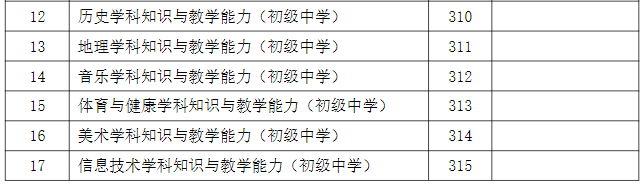 12 历史学科知识与教学能力（初级中学） 310
13 地理学科知识与教学能力（初级中学） 311
14 音乐学科知识与教学能力（初级中学） 312
15 体育与健康学科知识与教学能力（初级中学） 313
16 美术学科知识与教学能力（初级中学） 314
17 信息技术学科知识与教学能力（初级中学） 315